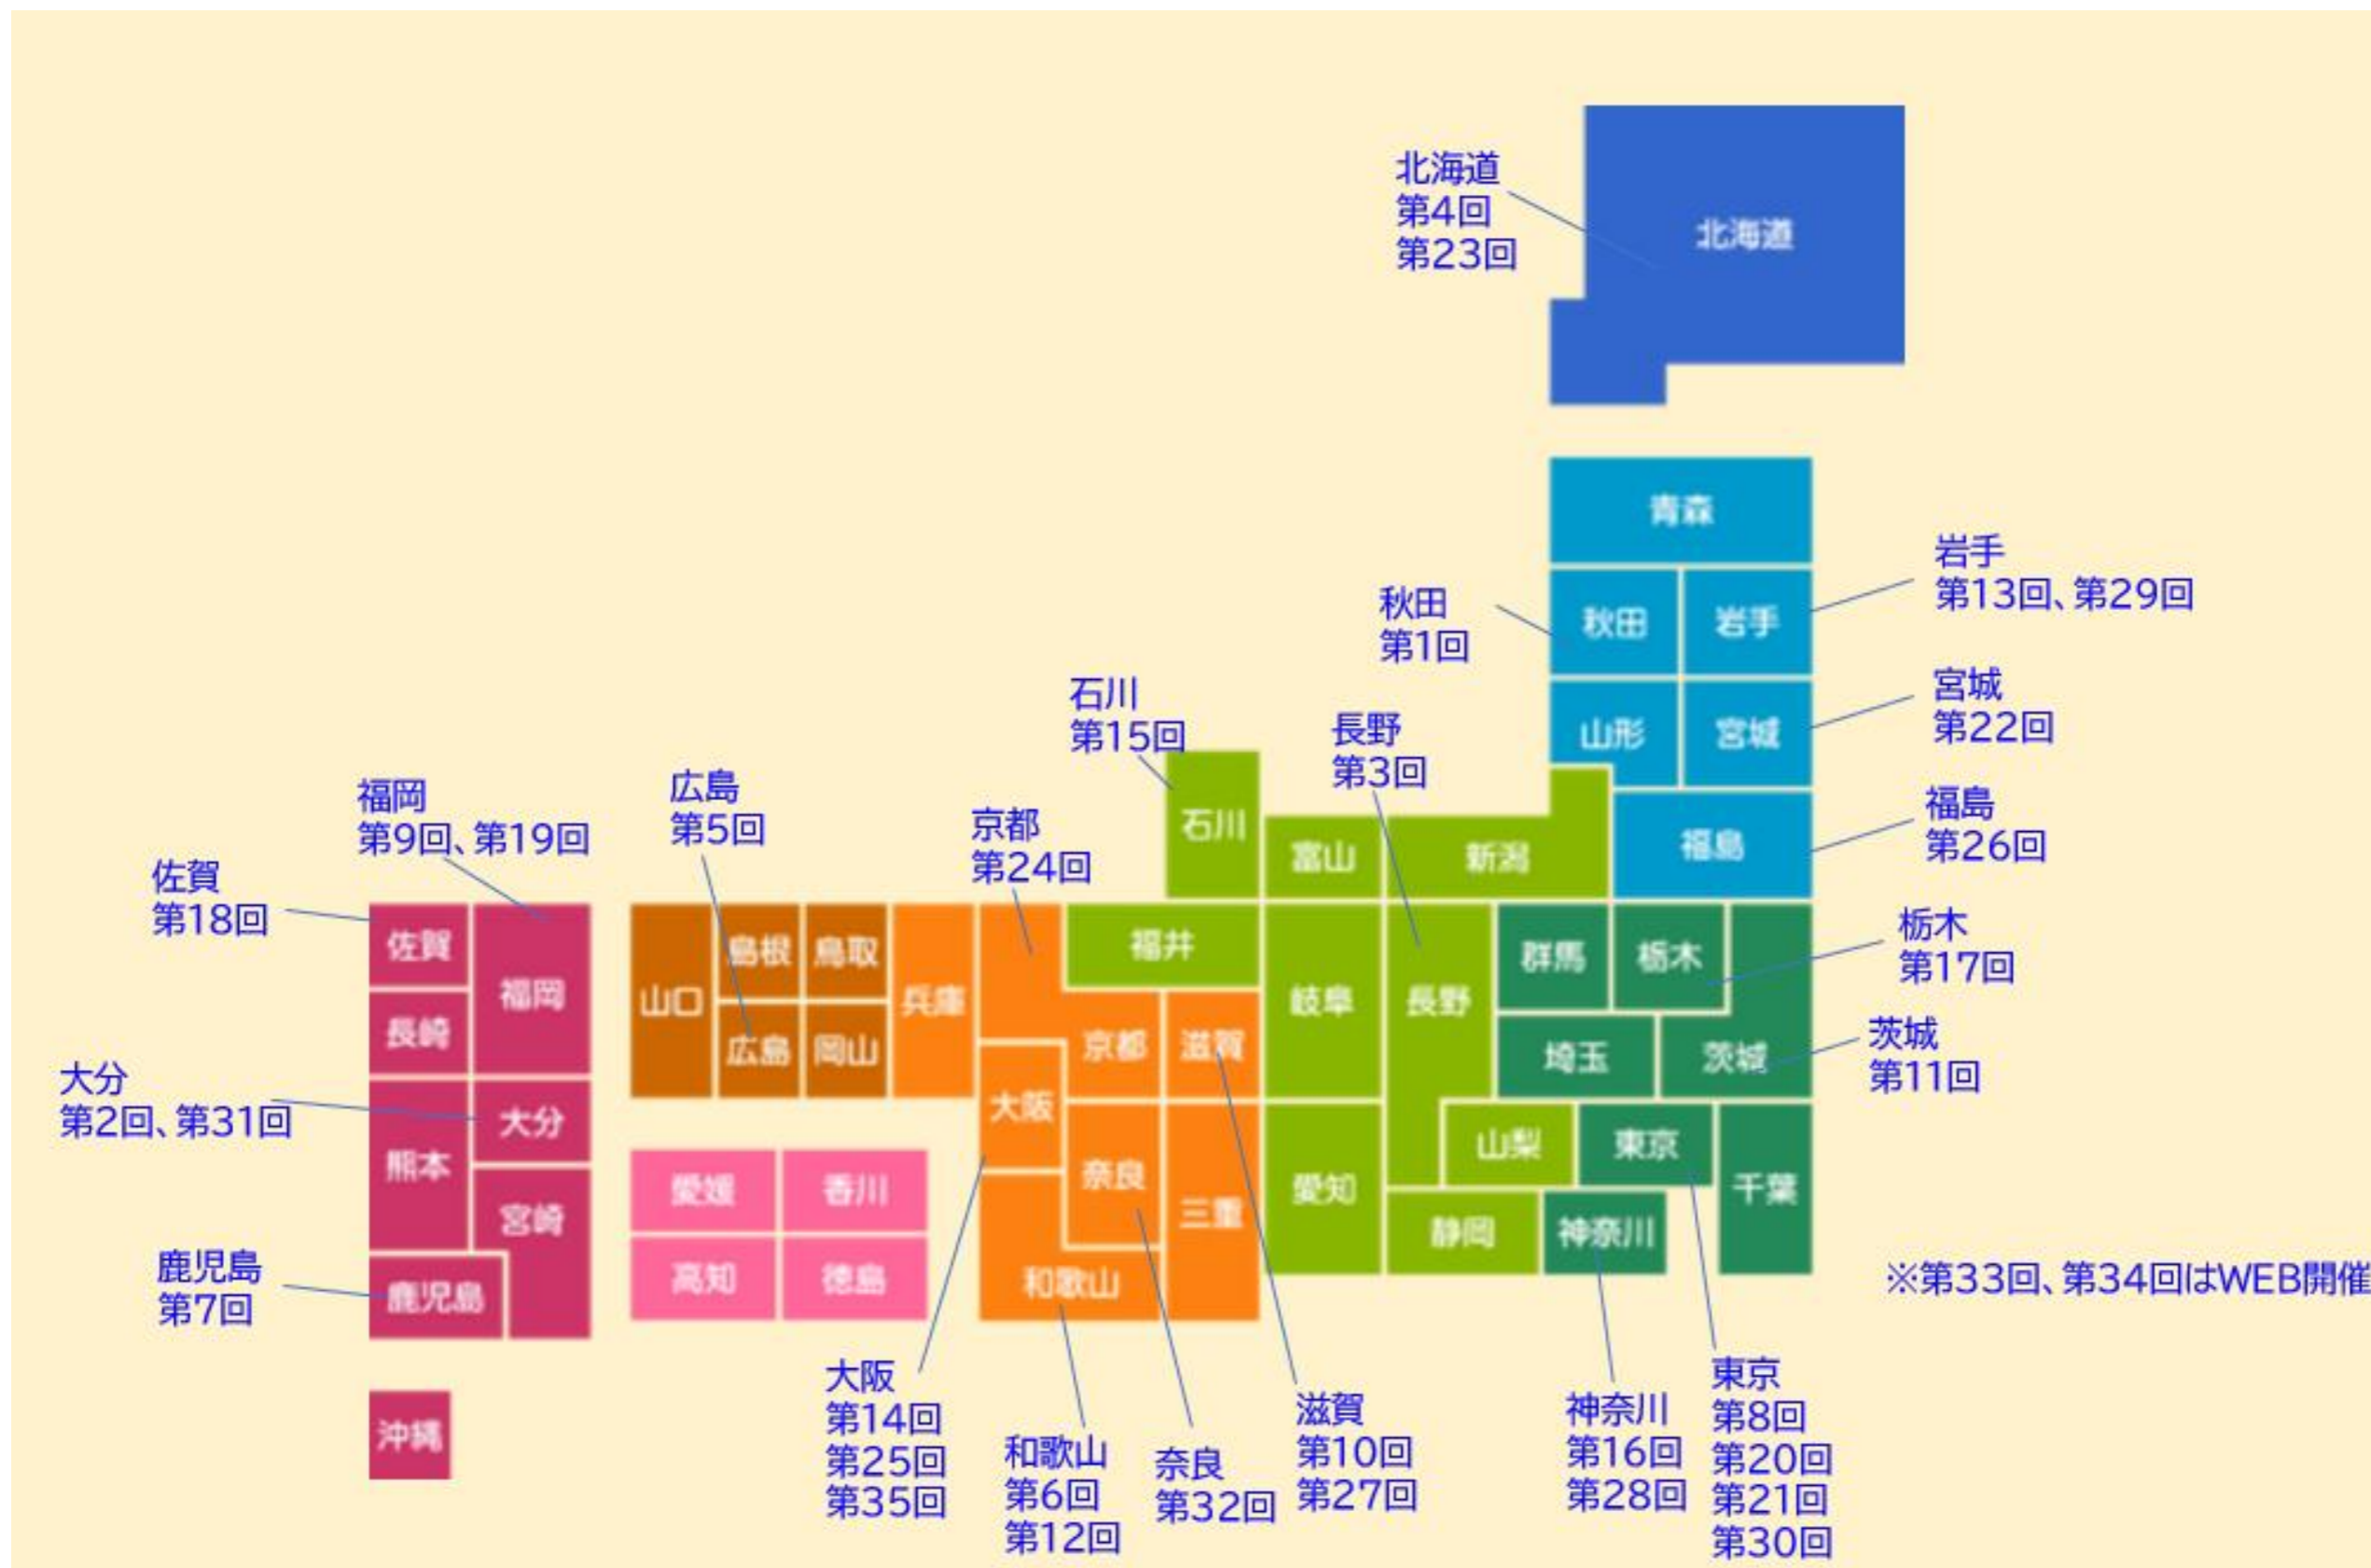 北海道
第4回
第23回
北海道
青森
岩手
第13回、第29回
秋田
第1回
秋田
岩手
宮城
第22回
石川
第15回
長野
第3回
山形
宮城
福島
第26回
福岡
第9回、第19回
広島
第5回
京都
第24回
石川
富山
新潟
福島
佐賀
第18回
栃木
第17回
佐賀
福岡
山口
島根
鳥取
兵庫
福井
岐阜
長野
群馬
栃木
長崎
広島
岡山
京都
滋賀
埼玉
茨城
茨城
第11回
大分
第2回、第31回
大分
熊本
宮崎
大阪
奈良
三重
愛知
山梨
東京
千葉
愛媛
香川
静岡
神奈川
高知
徳島
和歌山
鹿児島
第7回
鹿児島
※第33回、第34回はWEB開催
沖縄
大阪
第14回
第25回
第35回
和歌山
第6回
第12回
奈良
第32回
滋賀
第10回
第27回
神奈川
第16回
第28回
東京
第8回
第20回
第21回
第30回